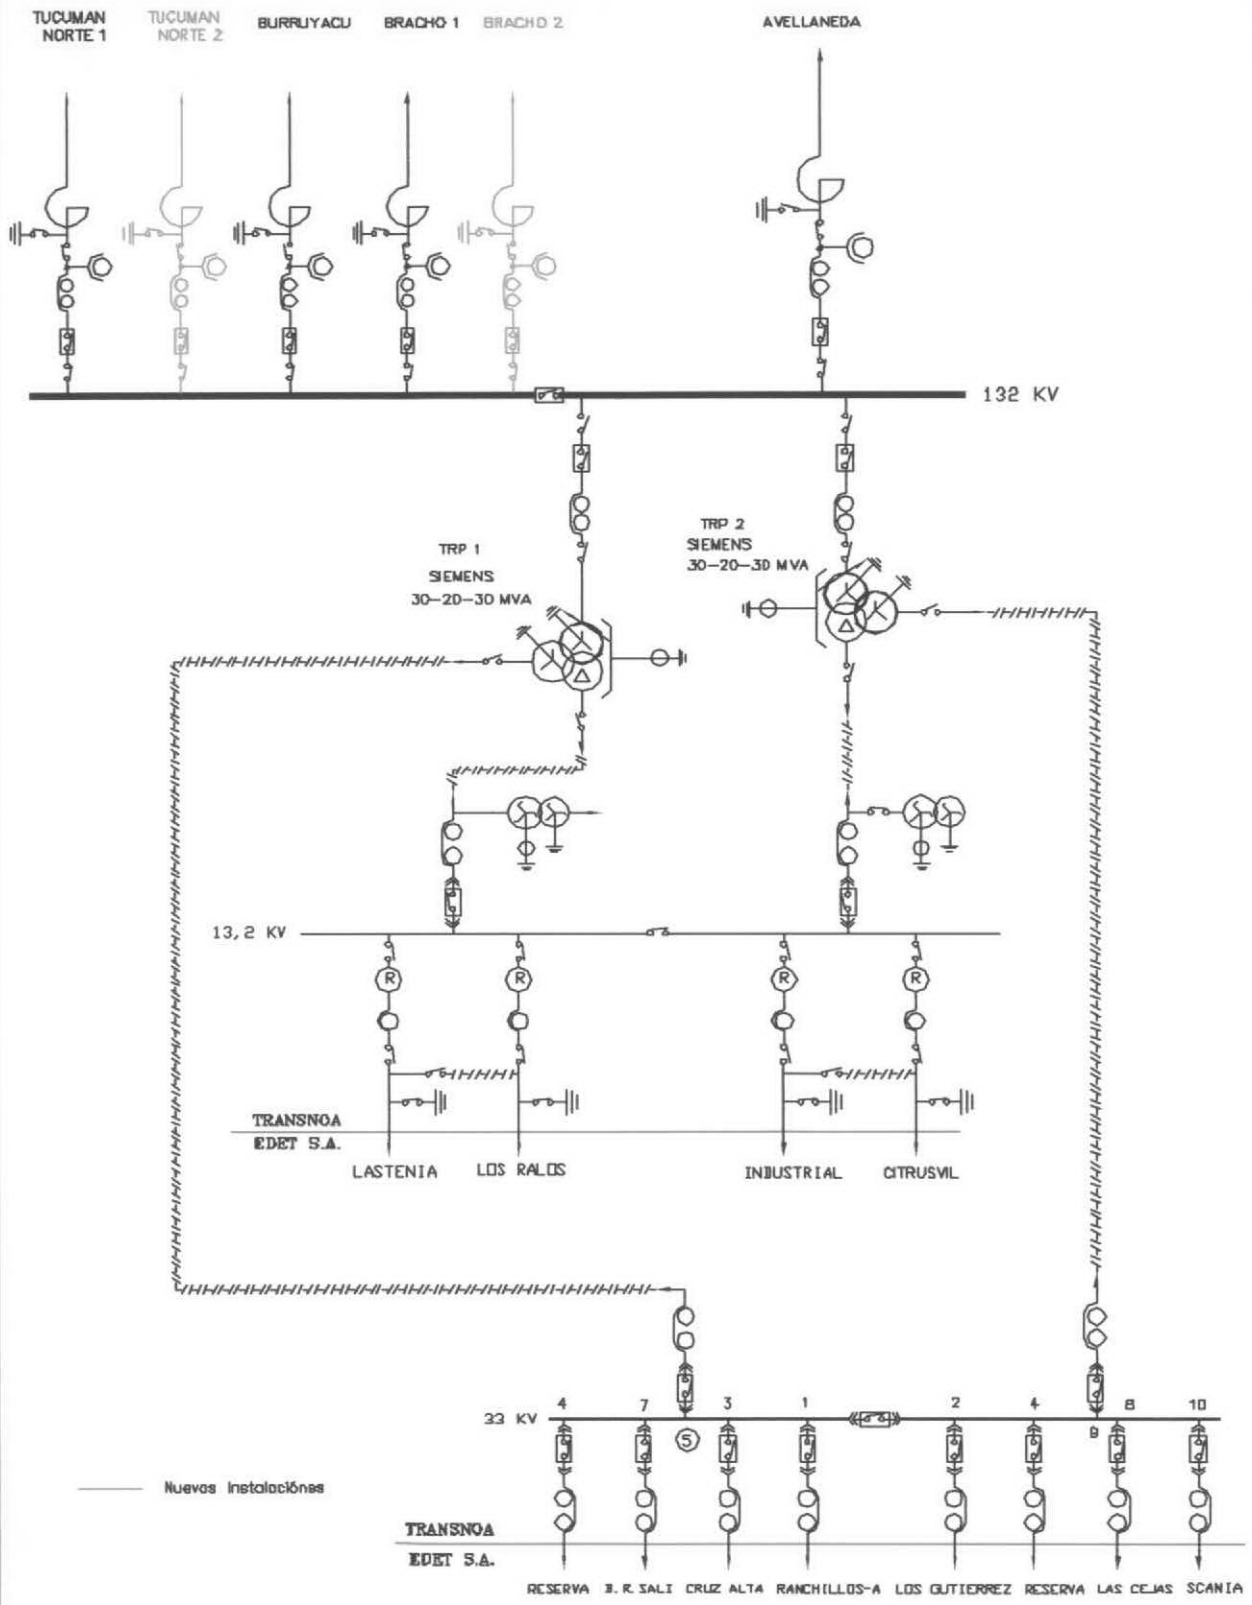 TUCUMAN
NORTE 1
TUCUMAN
NORTE 2
BURRUYACU
BRACHO 1
BRACHO 2
AVELLANEDA
132 KV
TRP 1
SIEMENS
30-20-30 MVA
TRP 2
SIEMENS
30-20-30 MVA
13,2 KV
R
R
R
R
TRANSNOA
EDET S.A.
LASTENIA
LOS RALOS
INDUSTRIAL
CITRUSVIL
33 KV
4
7
3
1
2
4
8
10
5
9
Nuevas Instalaciónes
TRANSNOA
EDET S.A.
RESERVA
B. R. SALI
CRUZ ALTA
RANCHILLOS-A
LOS GUTIERREZ
RESERVA
LAS CEJAS
SCANIA